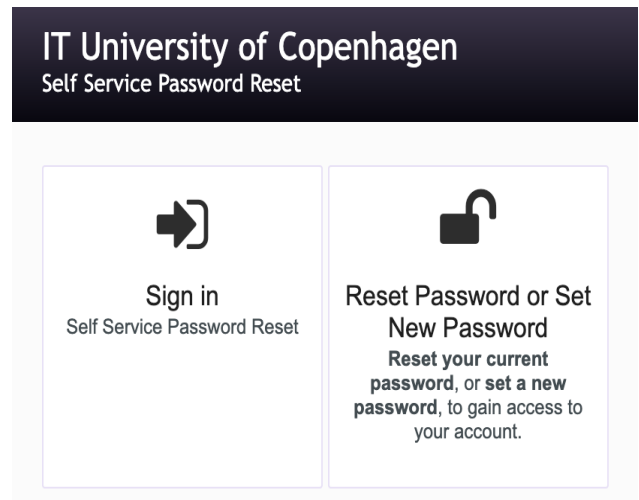 IT University of Copenhagen
Self Service Password Reset
Sign in
Self Service Password Reset
Reset Password or Set
New Password
Reset your current
password, or set a new
password, to gain access to
your account.